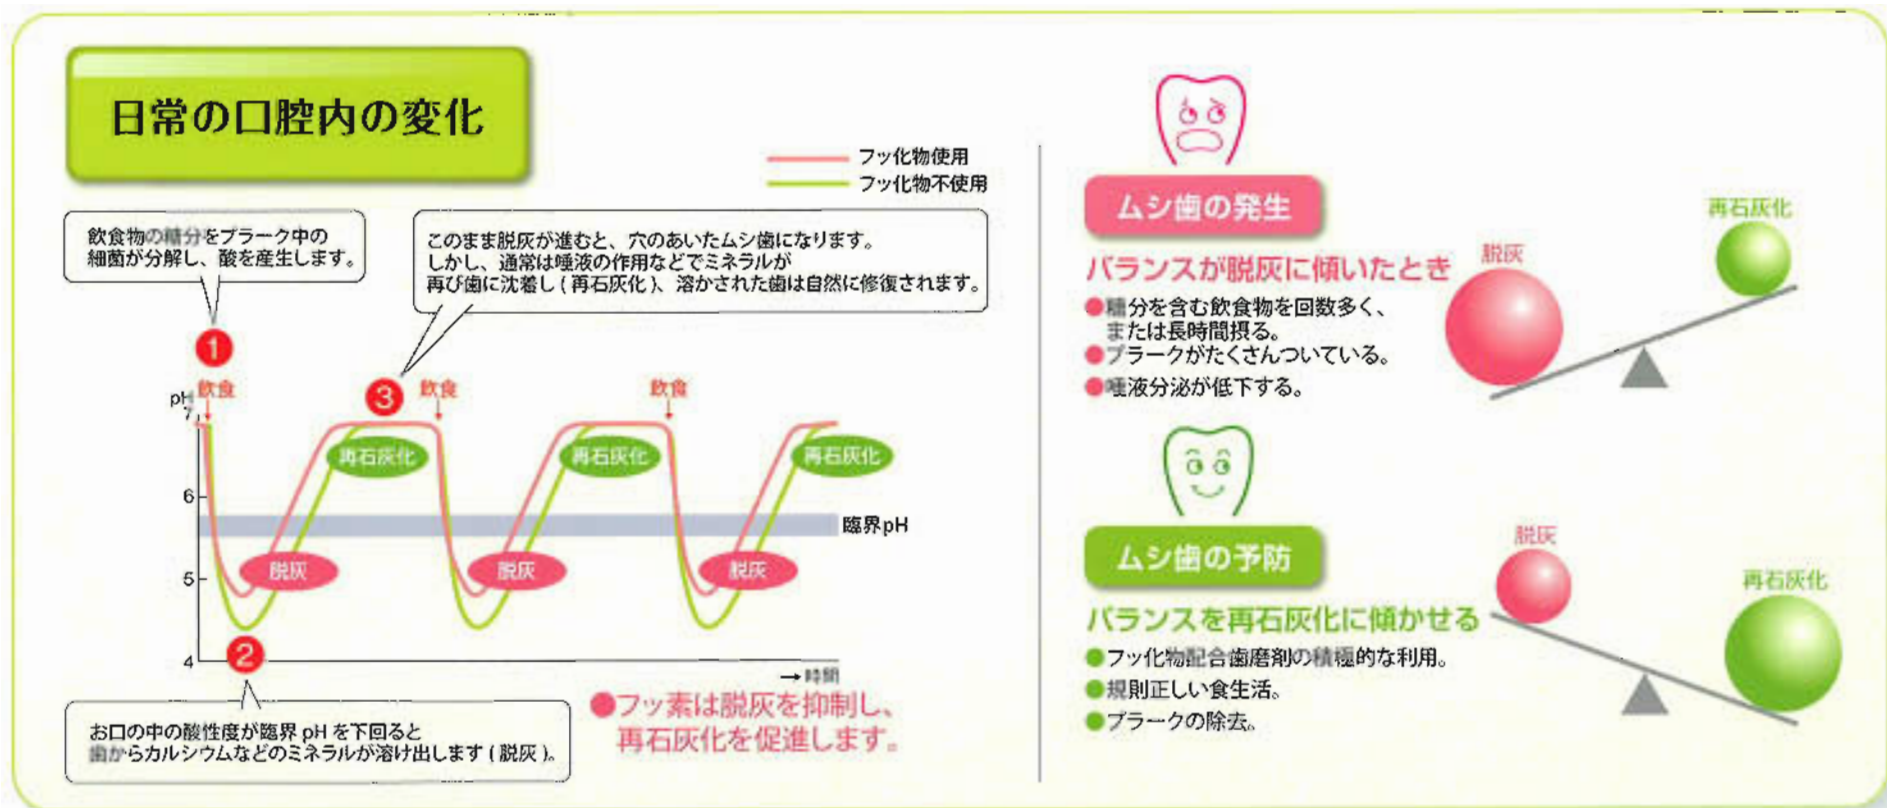 日常の口腔内の変化
フッ化物使用
フッ化物不使用
飲食物の糖分をプラーク中の
細菌が分解し、酸を産生します。
このまま脱灰が進むと、穴のあいたムシ歯になります。
しかし、通常は唾液の作用などでミネラルが
再び歯に沈着し(再石灰化)、溶かされた歯は自然に修復されます。
1
3
pH
飲食
飲食
飲食
7
再石灰化
再石灰化
再石灰化
6
臨界pH
5
脱灰
脱灰
脱灰
4
2
→時間
お口の中の酸性度が臨界pHを下回ると
歯からカルシウムなどのミネラルが溶け出します(脱灰)。
●フッ素は脱灰を抑制し、
再石灰化を促進します。
ムシ歯の発生
バランスが脱灰に傾いたとき
●糖分を含む飲食物を回数多く、
または長時間摂る。
●プラークがたくさんついている。
●唾液分泌が低下する。
脱灰
再石灰化
ムシ歯の予防
バランスを再石灰化に傾かせる
●フッ化物配合歯磨剤の積極的な利用。
●規則正しい食生活。
●プラークの除去。
脱灰
再石灰化